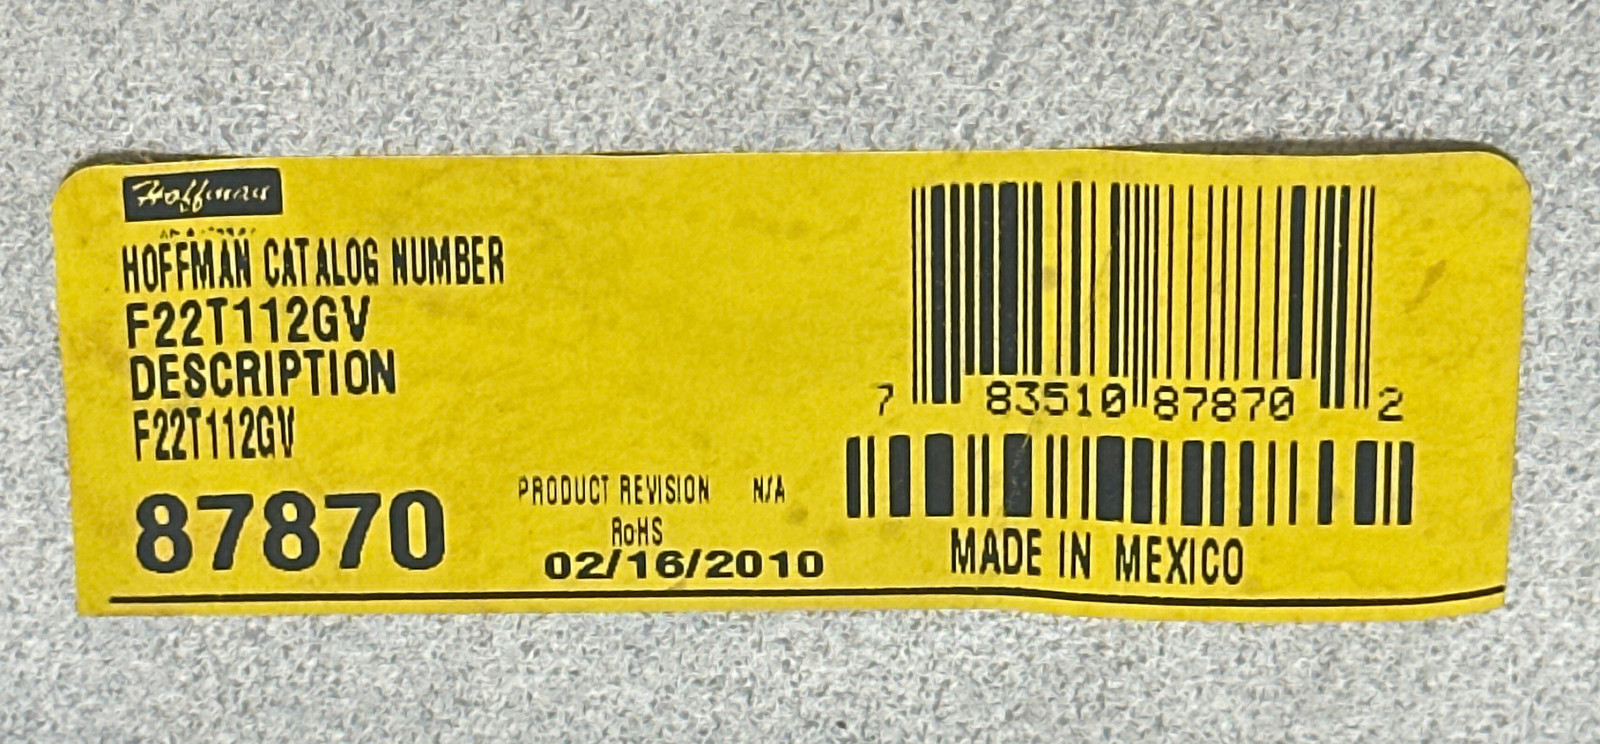 Hoffman
HOFFMAN CATALOG NUMBER
F22T112GV
DESCRIPTION
F22T112GV
87870
PRODUCT REVISION N/A
RoHS
02/16/2010
7 83510 87870 2
MADE IN MEXICO